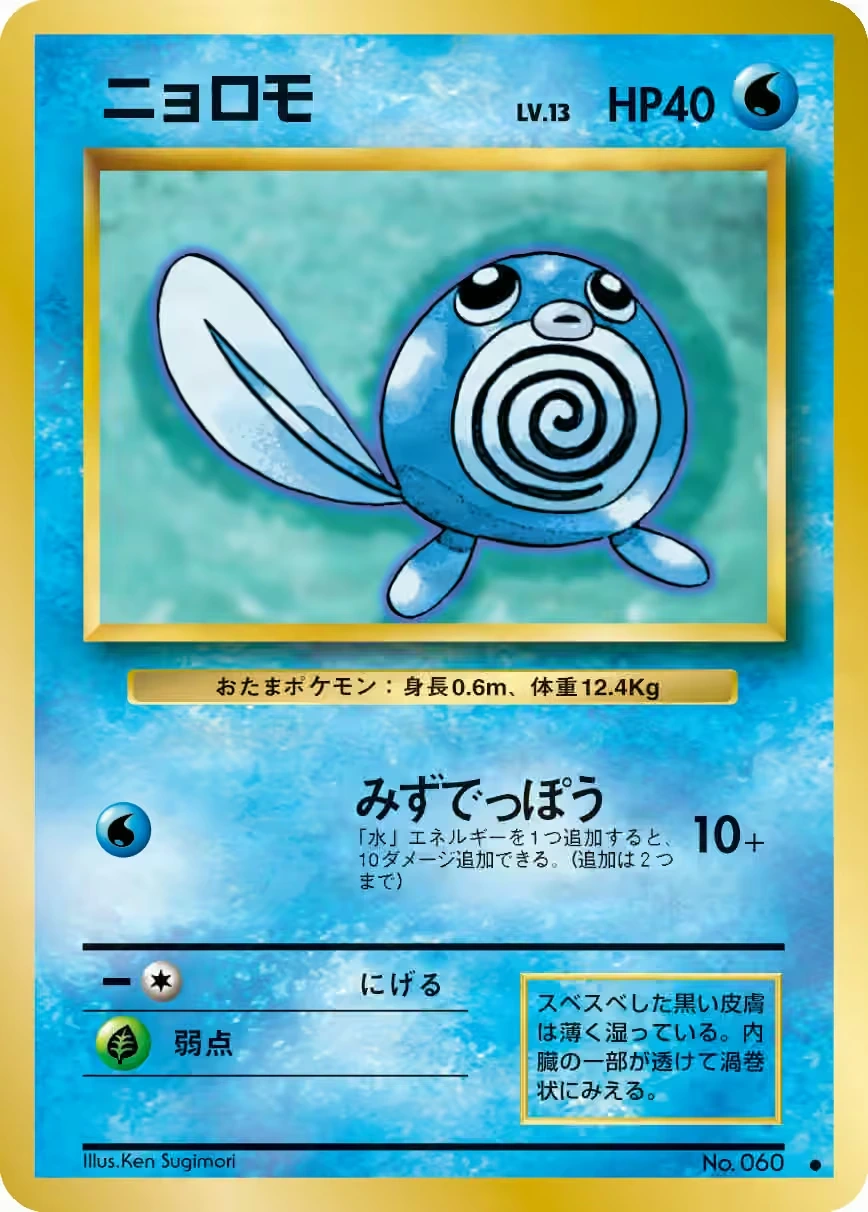 ニョロモ LV.13 HP40
おたまポケモン：身長0.6m、体重12.4Kg
みずでっぽう 10+
「水」エネルギーを1つ追加すると、
10ダメージ追加できる。(追加は2つ
まで)
ー にげる
弱点
スベスベした黒い皮膚
は薄く湿っている。内
臓の一部が透けて渦巻
状にみえる。
Illus.Ken Sugimori No. 060